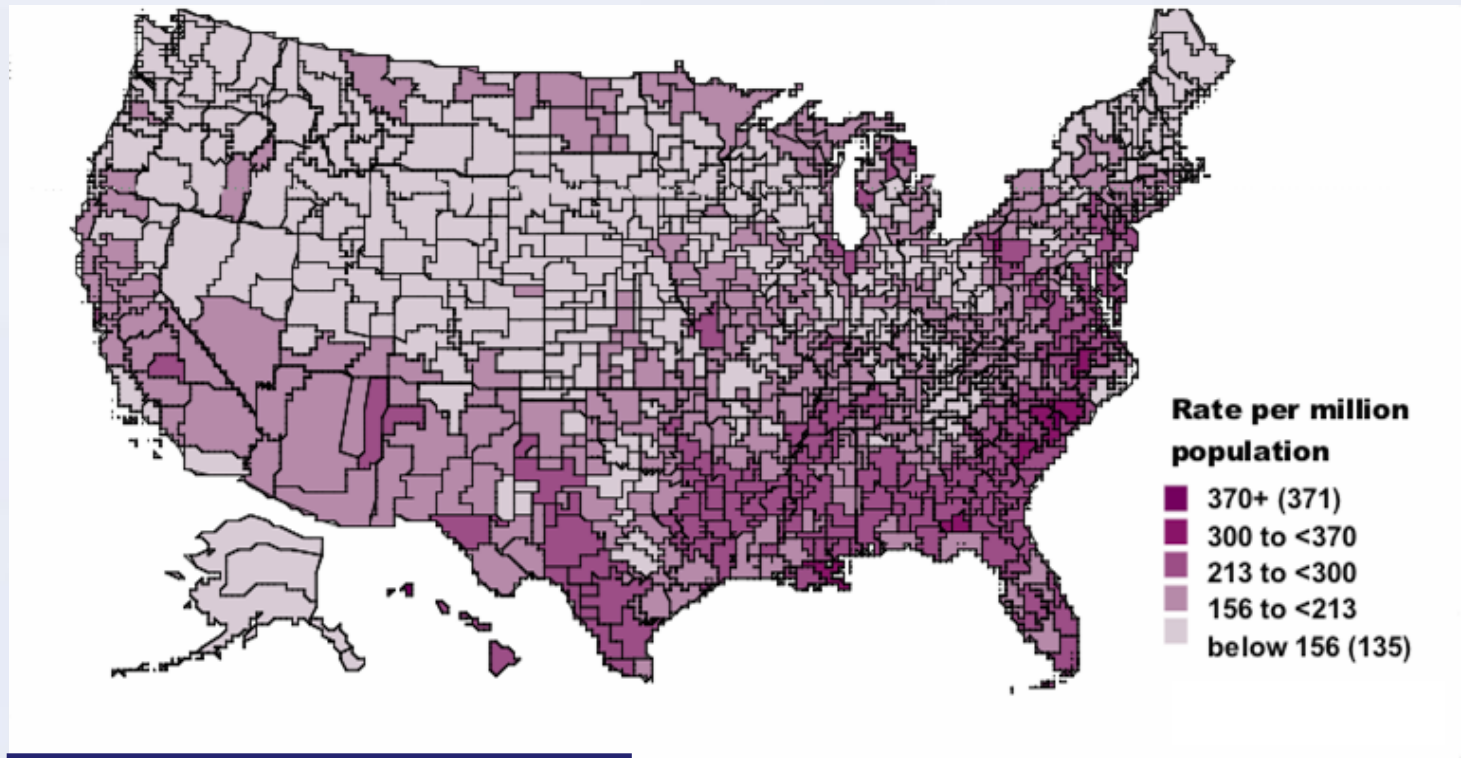 Rate per million
population
370+ (371)
300 to <370
213 to <300
156 to <213
below 156 (135)